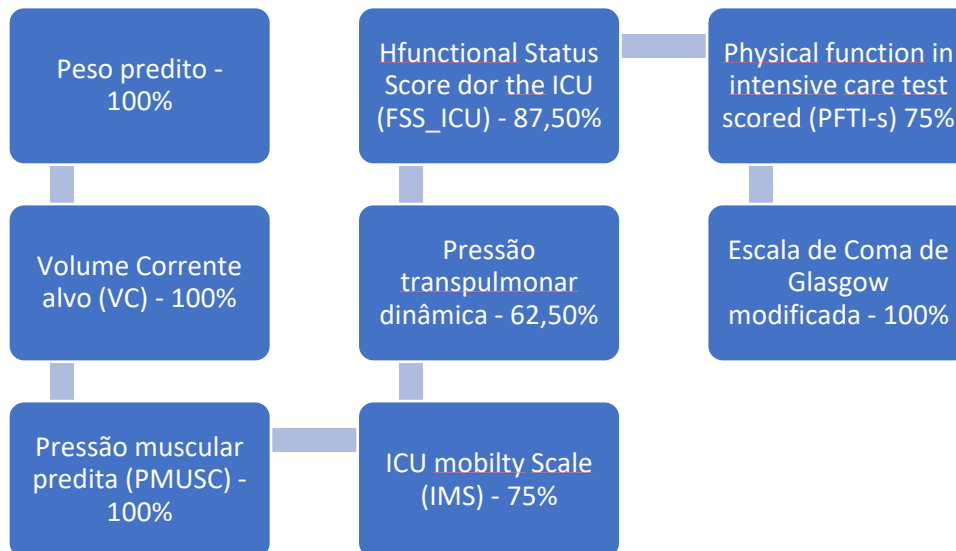 Peso predito -
100%
Volume Corrente
alvo (VC) - 100%
Pressão muscular
predita (PMUSC) -
100%
ICU mobilty Scale
(IMS) - 75%
Pressão
transpulmonar
dinâmica - 62,50%
Hfunctional Status
Score dor the ICU
(FSS_ICU) - 87,50%
Physical function in
intensive care test
scored (PFTI-s) 75%
Escala de Coma de
Glasgow
modificada - 100%